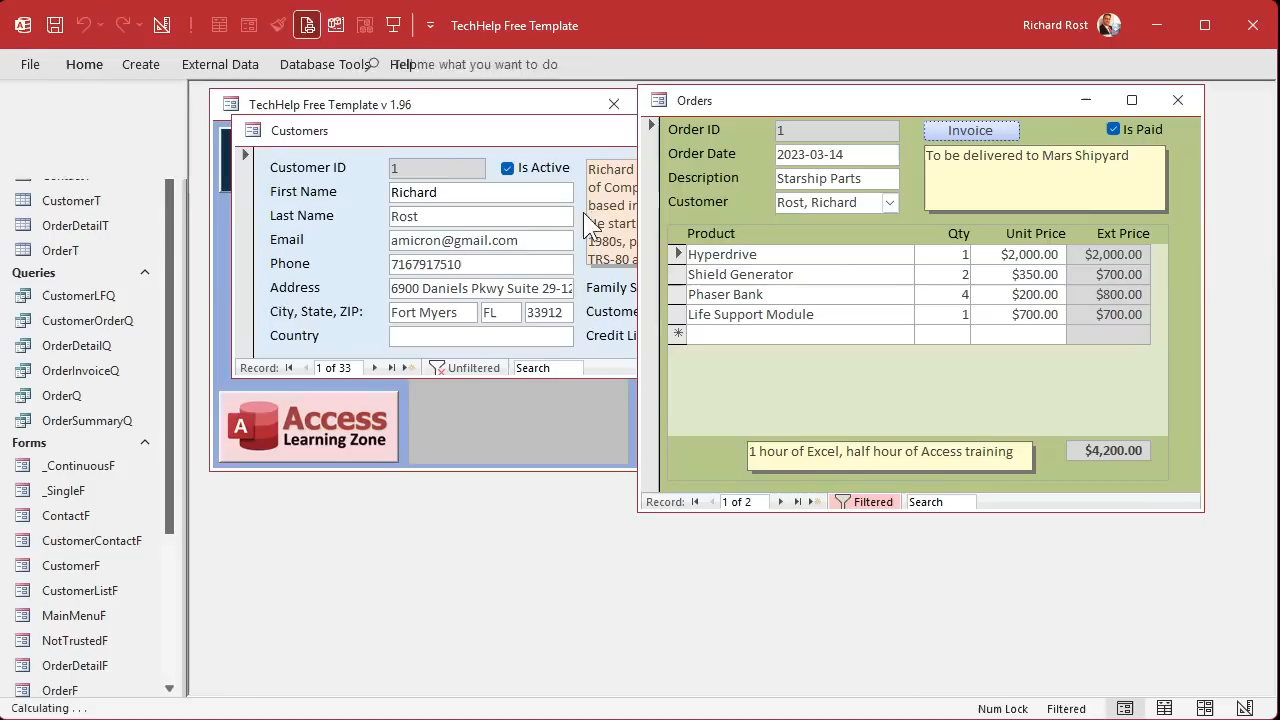 TechHelp Free Template
Richard Rost
File
Home
Create
External Data
Database Tools
Help
Tell me what you want to do
CustomerT
OrderDetailT
OrderT
Queries
CustomerLFQ
CustomerOrderQ
OrderDetailQ
OrderInvoiceQ
OrderQ
OrderSummaryQ
Forms
_ContinuousF
_SingleF
ContactF
CustomerContactF
CustomerF
CustomerListF
MainMenuF
NotTrustedF
OrderDetailF
OrderF
TechHelp Free Template v 1.96
Customers
Customer ID 1 Is Active
First Name Richard
Last Name Rost
Email amicron@gmail.com
Phone 7167917510
Address 6900 Daniels Pkwy Suite 29-12
City, State, ZIP: Fort Myers FL 33912
Country
Richard
of Comp
based in
1980s, p
TRS-80 a
Family S
Custome
Credit Li
Record: 1 of 33 Unfiltered Search
Access
Learning Zone
A
Orders
Order ID 1 Invoice Is Paid
Order Date 2023-03-14
Description Starship Parts
Customer Rost, Richard
To be delivered to Mars Shipyard
Product Qty Unit Price Ext Price
Hyperdrive 1 $2,000.00 $2,000.00
Shield Generator 2 $350.00 $700.00
Phaser Bank 4 $200.00 $800.00
Life Support Module 1 $700.00 $700.00
1 hour of Excel, half hour of Access training
$4,200.00
Record: 1 of 2 Filtered Search
Calculating . . .
Num Lock
Filtered